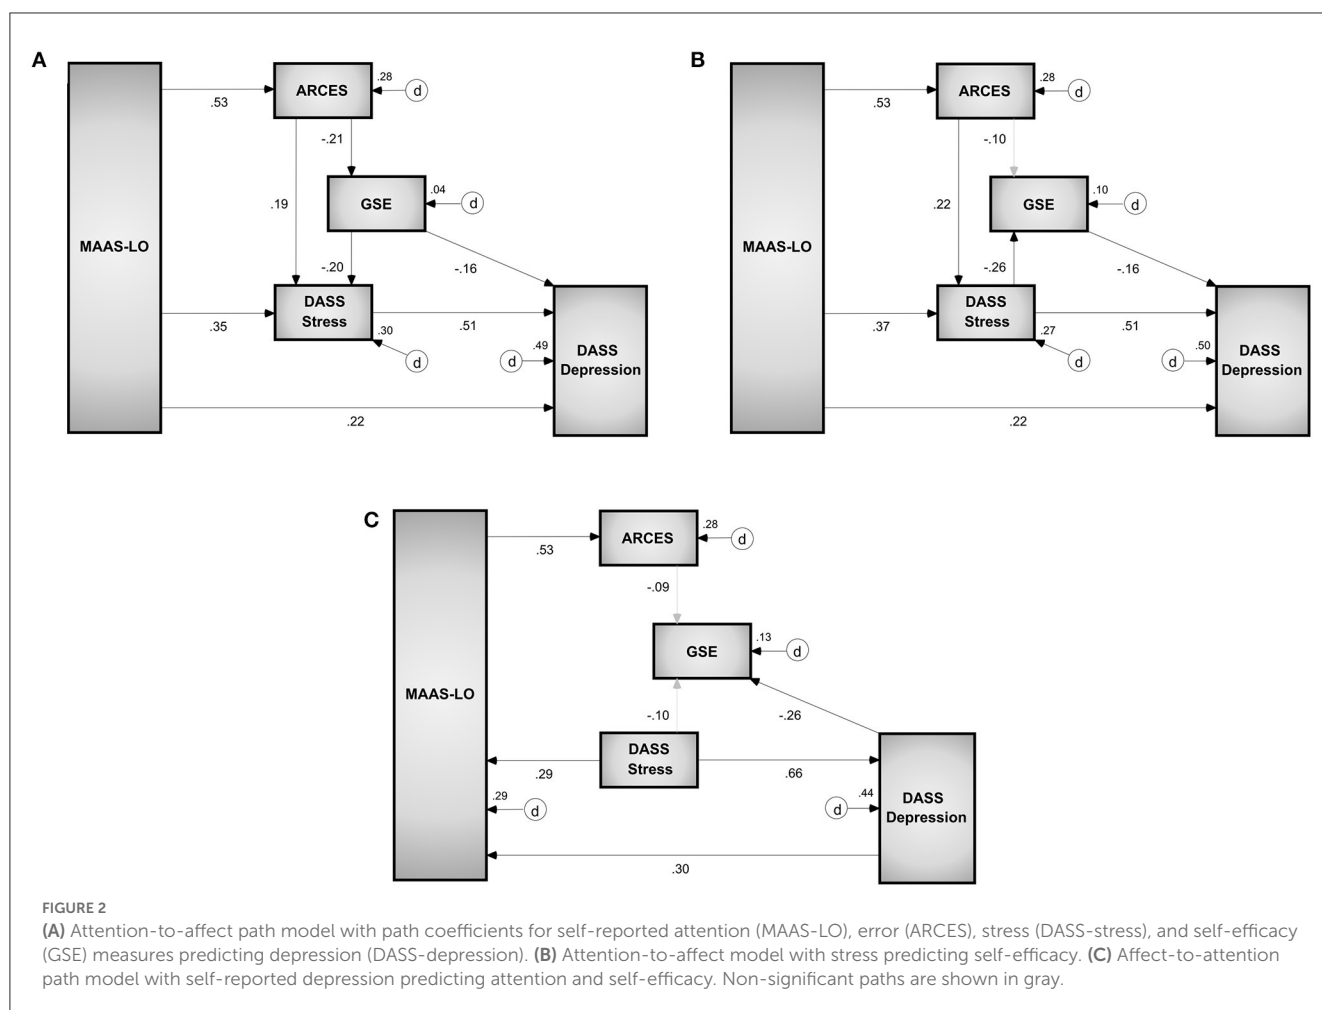 A
MAAS-LO
.53
ARCES
.28
d
-.21
.19
GSE
.04
d
-.20
-.16
.35
DASS
Stress
.30
d
.51
.49
d
DASS
Depression
.22
B
MAAS-LO
.53
ARCES
.28
d
-.10
.22
GSE
.10
d
-.26
-.16
.37
DASS
Stress
.27
d
.51
.50
d
DASS
Depression
.22
C
MAAS-LO
.53
ARCES
.28
d
-.09
GSE
.13
d
-.10
-.26
.29
DASS
Stress
.66
.29
d
.44
d
DASS
Depression
.30
FIGURE 2
(A) Attention-to-affect path model with path coefficients for self-reported attention (MAAS-LO), error (ARCES), stress (DASS-stress), and self-efficacy
(GSE) measures predicting depression (DASS-depression). (B) Attention-to-affect model with stress predicting self-efficacy. (C) Affect-to-attention
path model with self-reported depression predicting attention and self-efficacy. Non-significant paths are shown in gray.